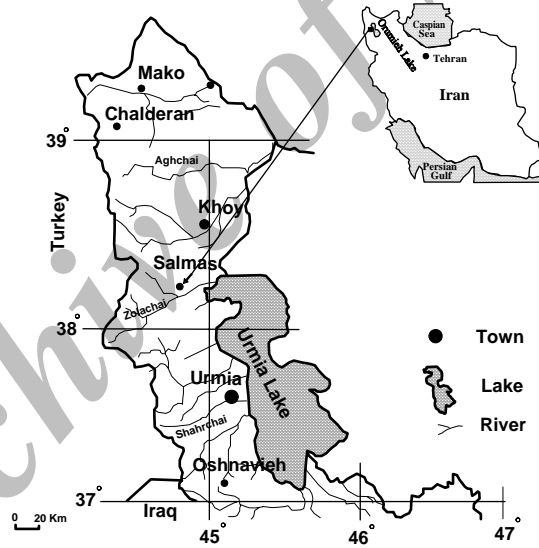 Caspian
Sea
Orumieh Lake
Tehran
Iran
Persian
Gulf
Mako
Chalderan
39°
Aghchai
Turkey
Khoy
Salmas
Zolachai
38°
Urmia Lake
Urmia
Shahrchai
Oshnavieh
37°
Iraq
0 20 Km
45°
46°
47°
Town
Lake
River